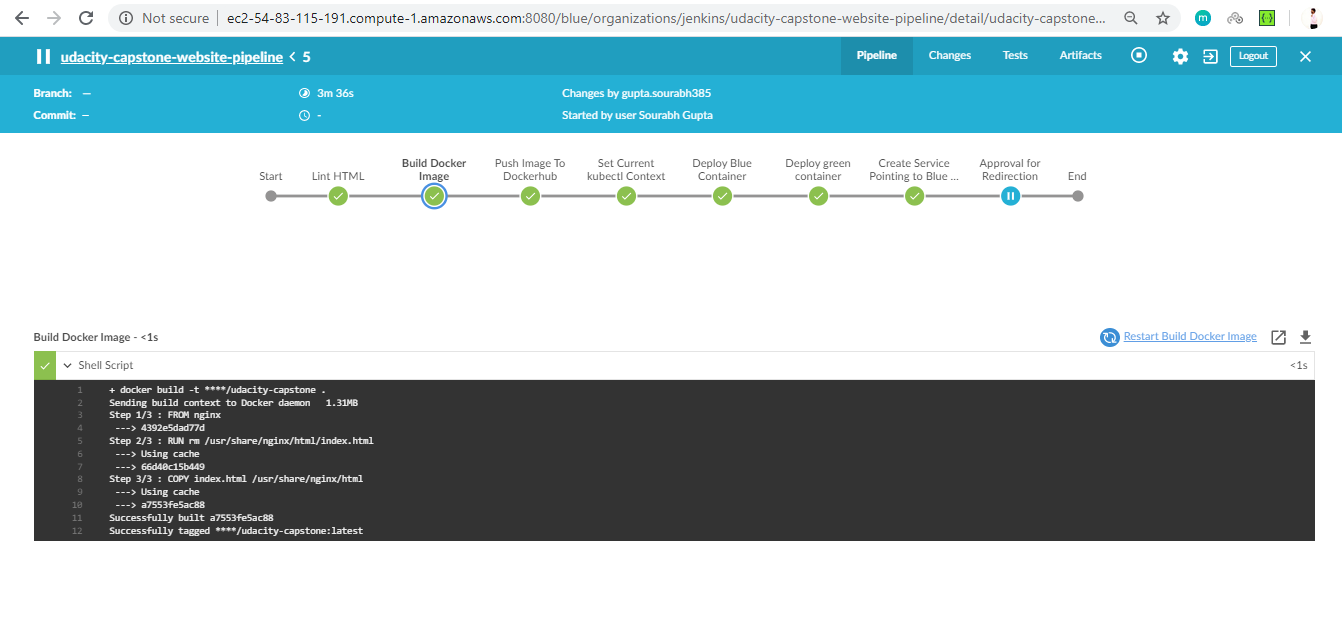 Not secure | ec2-54-83-115-191.compute-1.amazonaws.com:8080/blue/organizations/jenkins/udacity-capstone-website-pipeline/detail/udacity-capstone...
m
{·}
udacity-capstone-website-pipeline < 5
Pipeline Changes Tests Artifacts Logout
Branch: —
3m 36s
Changes by gupta.sourabh385
Commit: —
-
Started by user Sourabh Gupta
Start
Lint HTML
Build Docker
Image
Push Image To
Dockerhub
Set Current
kubectl Context
Deploy Blue
Container
Deploy green
container
Create Service
Pointing to Blue ...
Approval for
Redirection
End
Build Docker Image - <1s
Restart Build Docker Image
Shell Script
<1s
1 + docker build -t ****/udacity-capstone .
2 Sending build context to Docker daemon 1.31MB
3 Step 1/3 : FROM nginx
4 ---> 4392e5dad77d
5 Step 2/3 : RUN rm /usr/share/nginx/html/index.html
6 ---> Using cache
7 ---> 66d40c15b449
8 Step 3/3 : COPY index.html /usr/share/nginx/html
9 ---> Using cache
10 ---> a7553fe5ac88
11 Successfully built a7553fe5ac88
12 Successfully tagged ****/udacity-capstone:latest